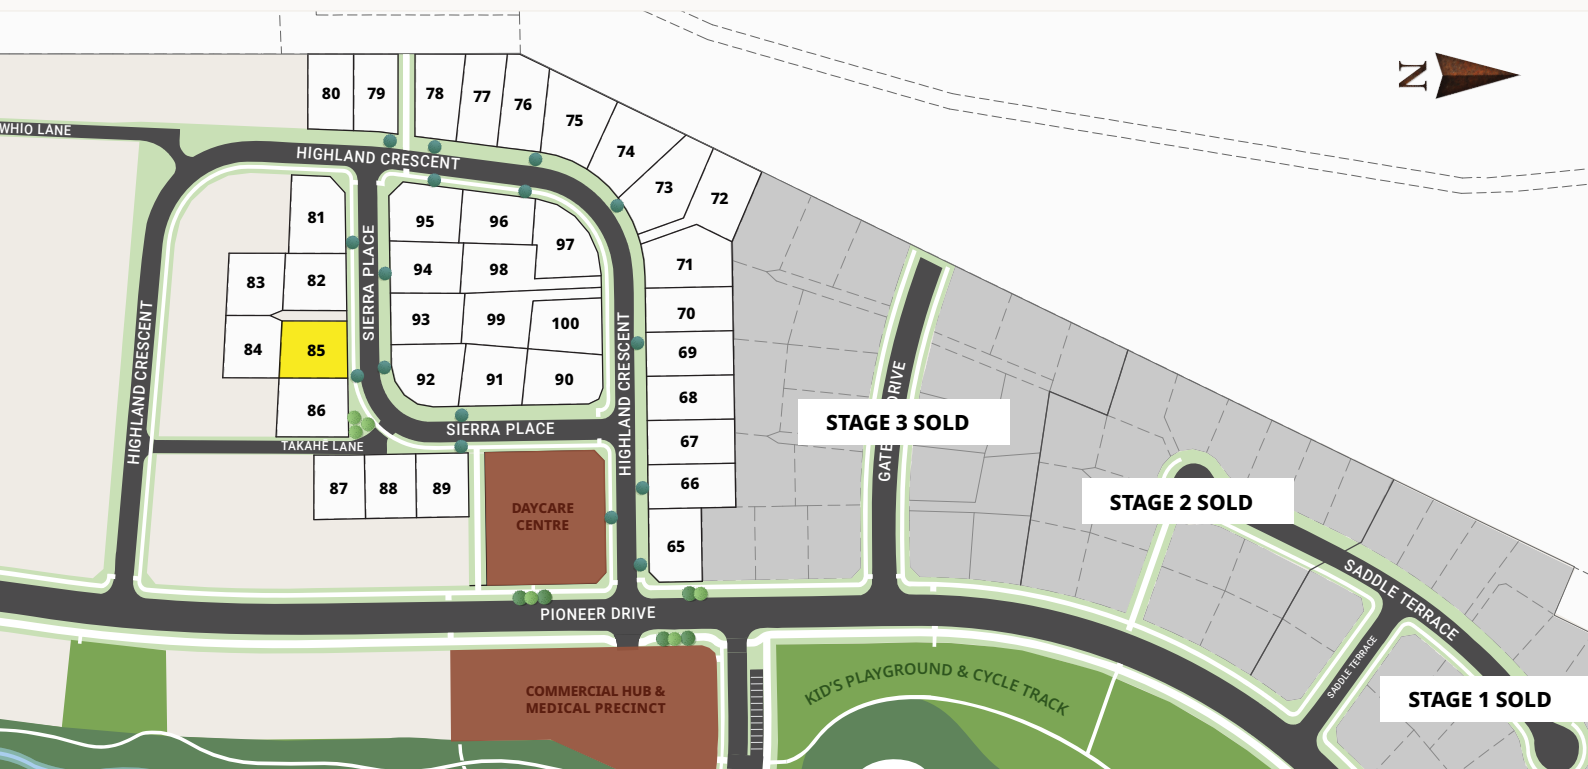 80
79
78
77
76
75
74
73
72
N
WHIO LANE
HIGHLAND CRESCENT
81
95
96
97
SIERRA PLACE
71
83
82
94
98
70
93
99
100
84
85
69
HIGHLAND CRESCENT
92
91
90
HIGHLAND CRESCENT
68
86
GATE
DRIVE
STAGE 3 SOLD
SIERRA PLACE
TAKAHE LANE
67
87
88
89
66
DAYCARE
CENTRE
STAGE 2 SOLD
65
PIONEER DRIVE
SADDLE TERRACE
SADDLE TERRACE
COMMERCIAL HUB &
MEDICAL PRECINCT
KID'S PLAYGROUND & CYCLE TRACK
STAGE 1 SOLD